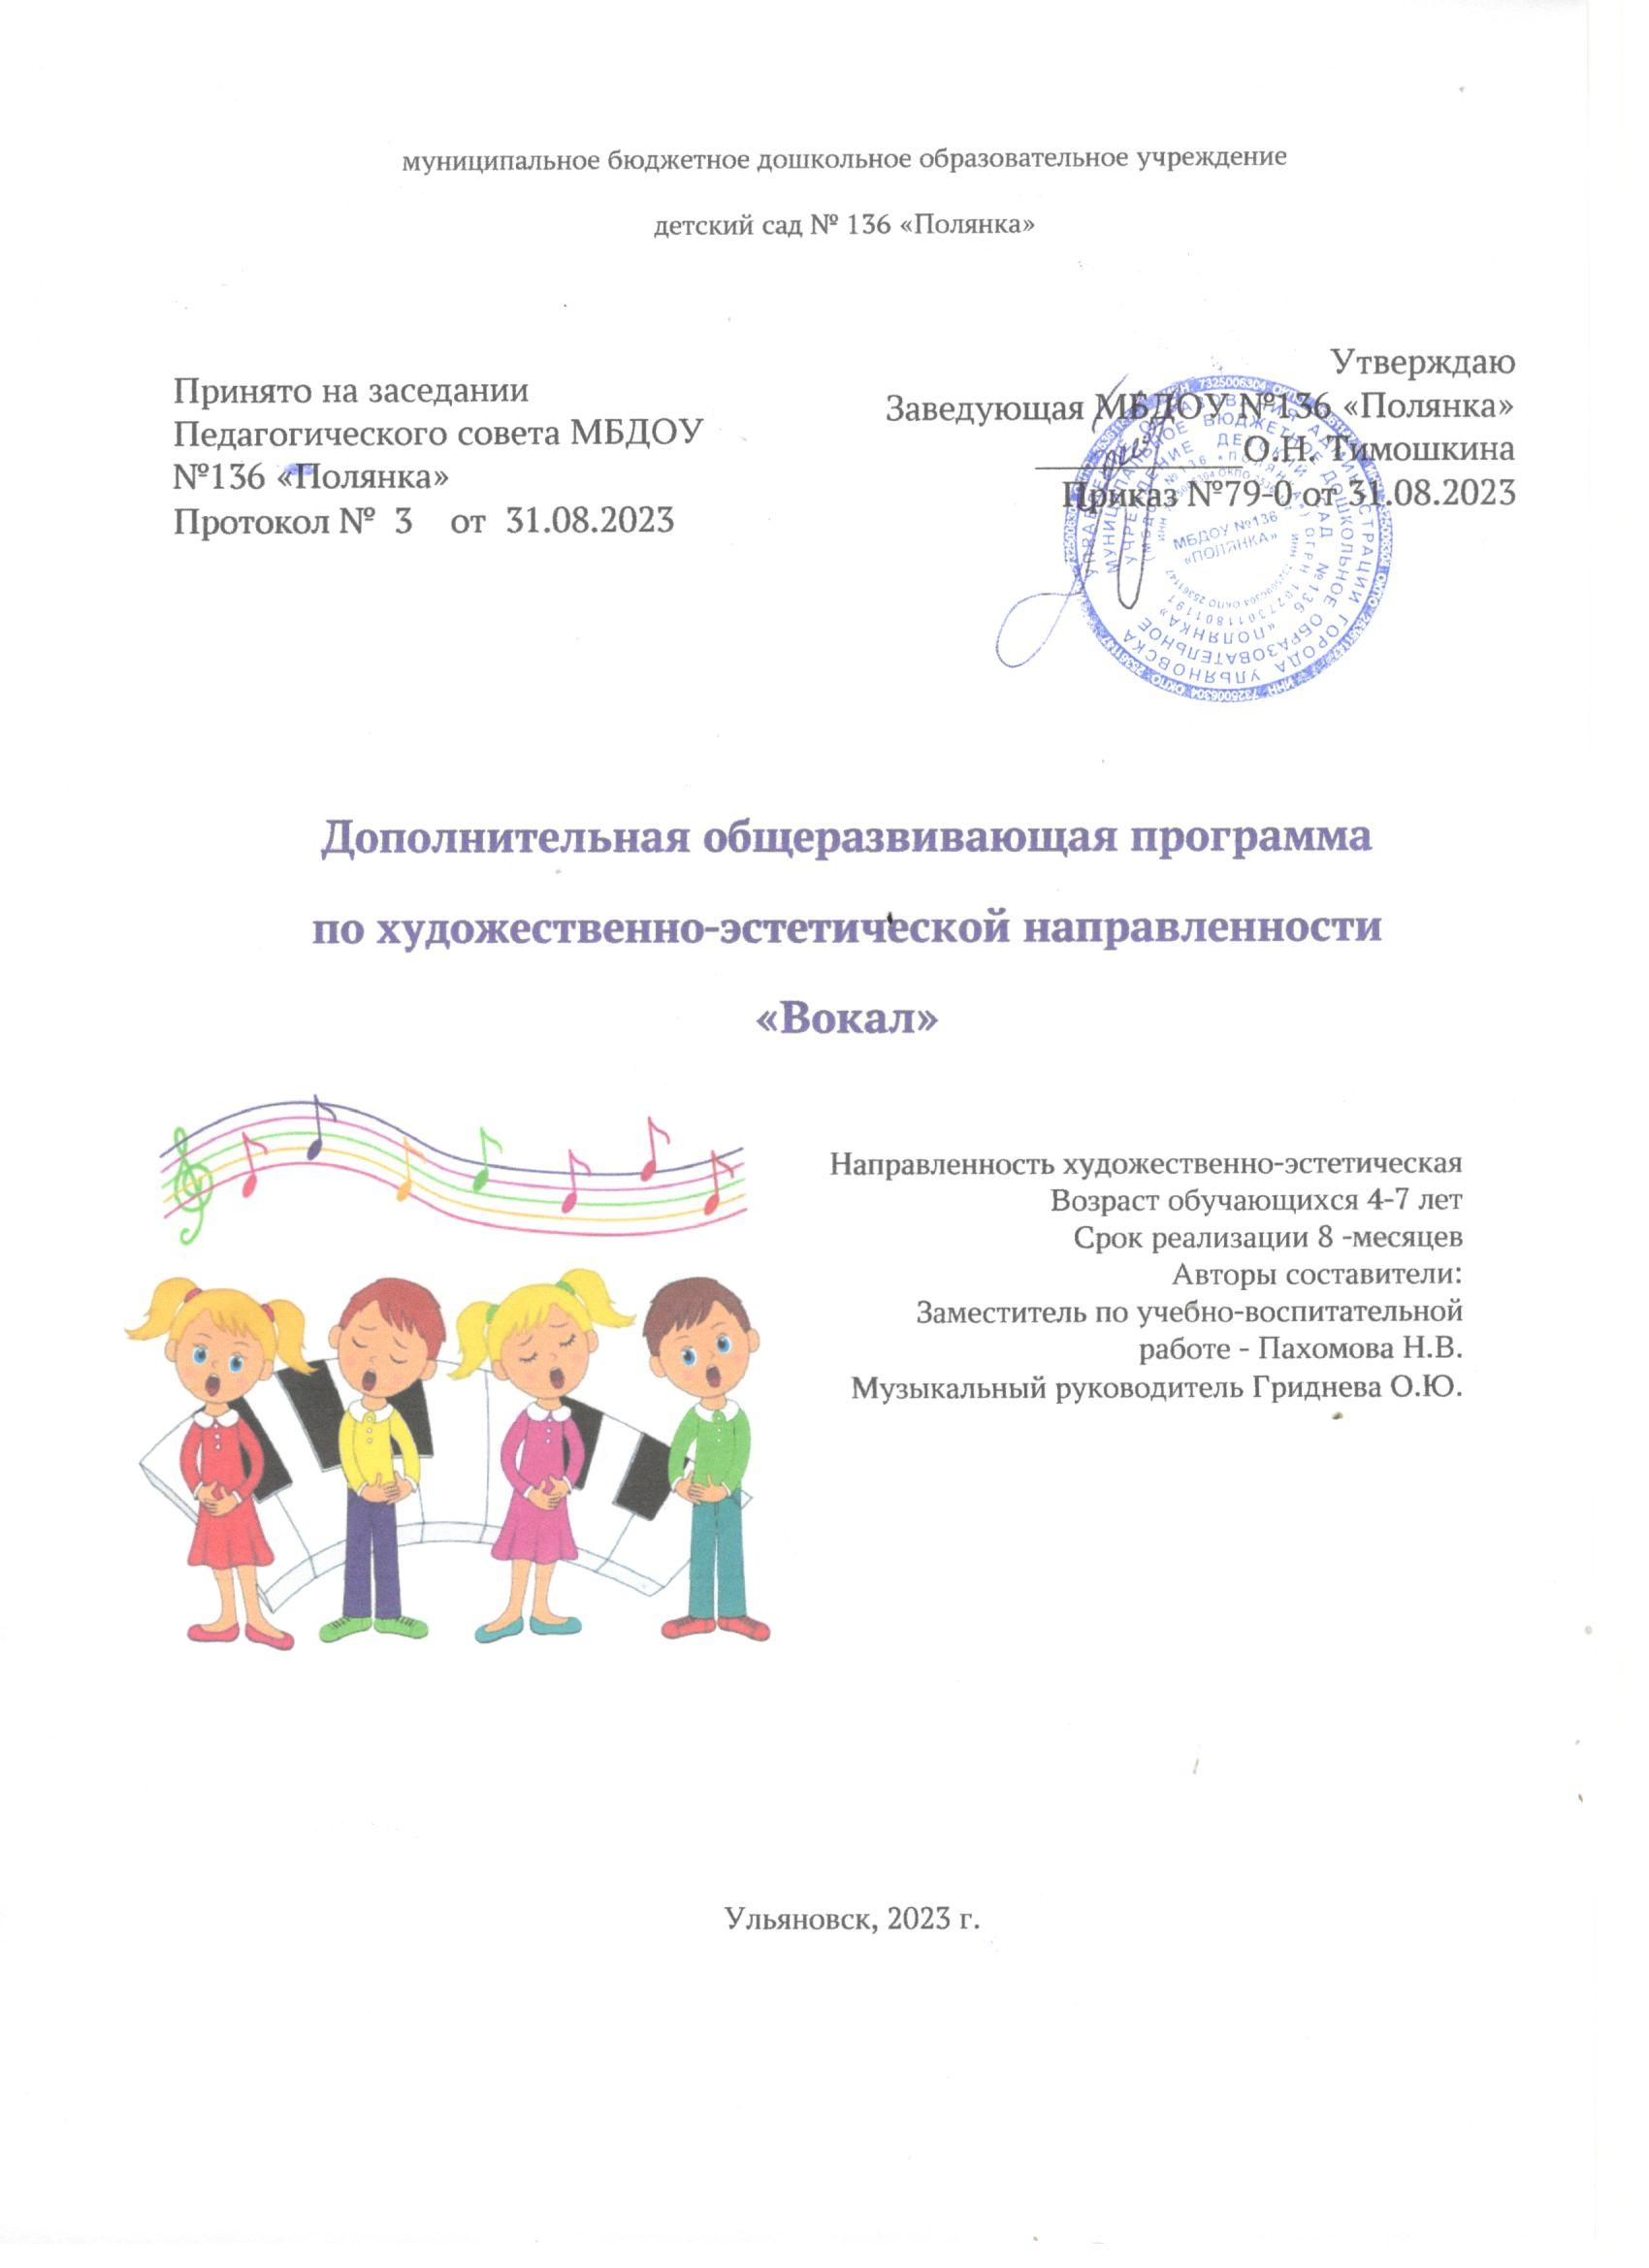 муниципальное бюджетное дошкольное образовательное учреждение
детский сад № 136 «Полянка»
Принято на заседании
Педагогического совета МБДОУ
№136 «Полянка»
Протокол № 3 от 31.08.2023
Утверждаю
Заведующая МБДОУ №136 «Полянка»
О.Н. Тимошкина
Приказ №79-0 от 31.08.2023
МБДОУ №136
«ПОЛЯНКА»
Дополнительная общеразвивающая программа
по художественно-эстетической направленности
«Вокал»
Направленность художественно-эстетическая
Возраст обучающихся 4-7 лет
Срок реализации 8 -месяцев
Авторы составители:
Заместитель по учебно-воспитательной
работе - Пахомова Н.В.
Музыкальный руководитель Гриднева О.Ю.
Ульяновск, 2023 г.